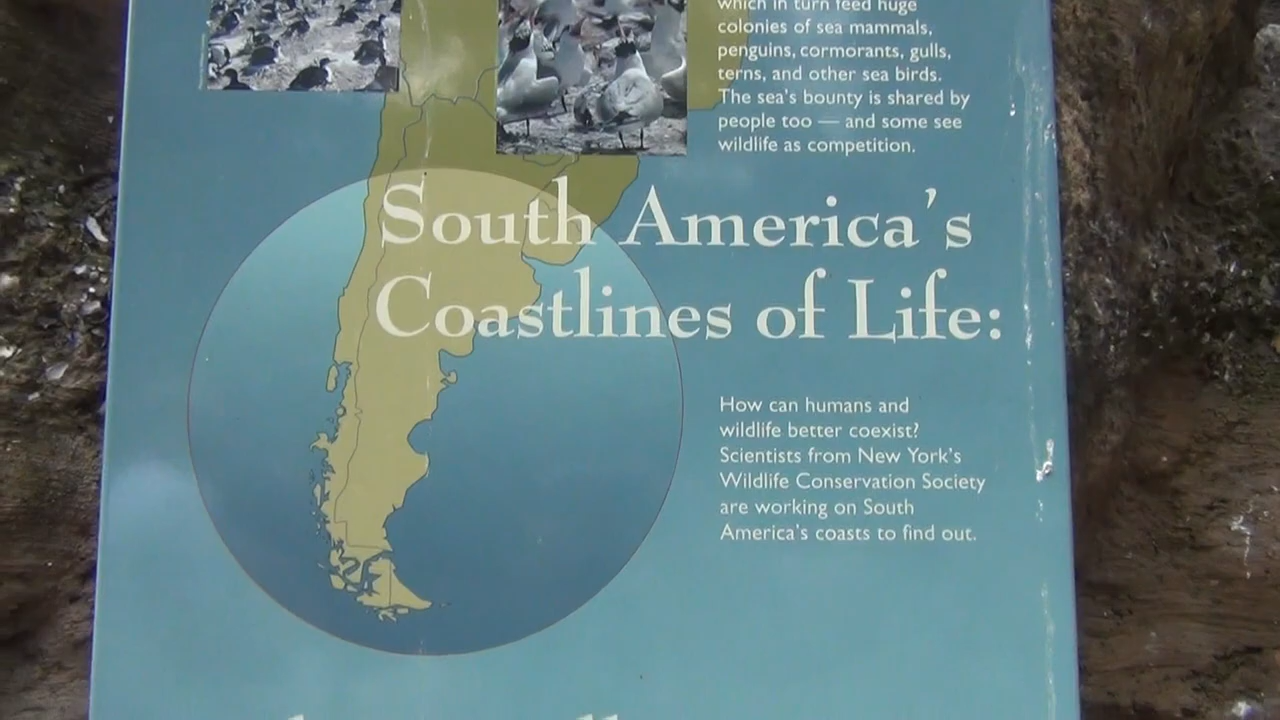 which in turn feed huge
colonies of sea mammals,
penguins, cormorants, gulls,
terns, and other sea birds.
The sea's bounty is shared by
people too — and some see
wildlife as competition.
South America's
Coastlines of Life:
How can humans and
wildlife better coexist?
Scientists from New York's
Wildlife Conservation Society
are working on South
America's coasts to find out.